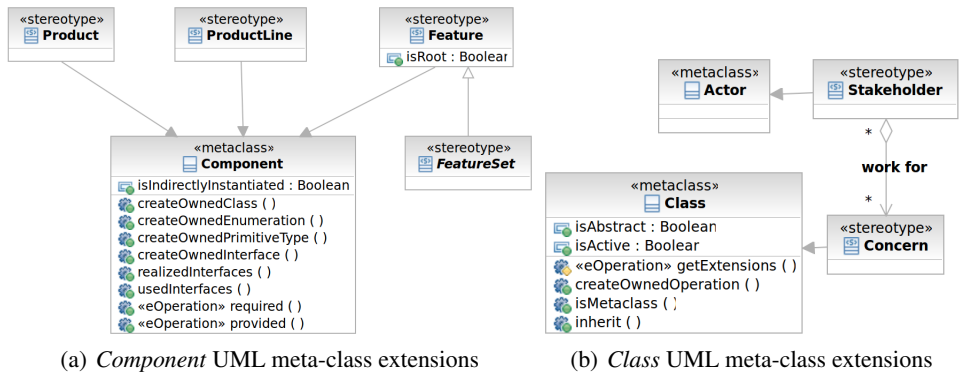 «stereotype»
Product
«stereotype»
ProductLine
«stereotype»
Feature
isRoot : Boolear
«metaclass»
Component
isIndirectlyInstantiated : Boolean
createOwnedClass ( )
createOwnedEnumeration ( )
createOwnedPrimitiveType ( )
createOwnedInterface ( )
realizedInterfaces ( )
usedInterfaces ( )
«eOperation» required ( )
«eOperation» provided ( )
«stereotype»
FeatureSet
(a) Component UML meta-class extensions
«metaclass»
Actor
«stereotype»
Stakeholder
*
work for
*
«metaclass»
Class
isAbstract : Boolean
isActive : Boolear
«eOperation» getExtensions ( )
createOwnedOperation ( )
isMetaclass ( )
inherit ( )
«stereotype»
Concern
(b) Class UML meta-class extensions